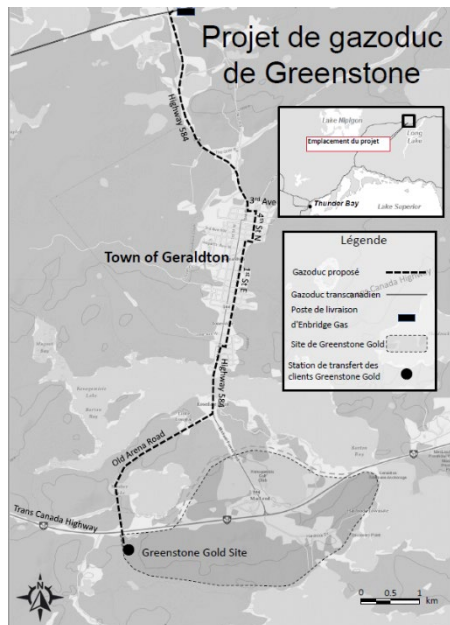 Projet de gazoduc
de Greenstone
Highway 584
Lake Nipigon
Long
Lake
Emplacement du projet
Thunder Bay
Lake Superior
3rd Ave
4th St N
Town of Geraldton
1st St E
Légende
Gazoduc proposé
Gazoduc transcanadien
Poste de livraison
d'Enbridge Gas
Site de Greenstone Gold
Station de transfert des
clients Greenstone Gold
Highway 584
Old Arena Road
Trans Canada Highway
Greenstone Gold Site
N
0 0.5 1
km